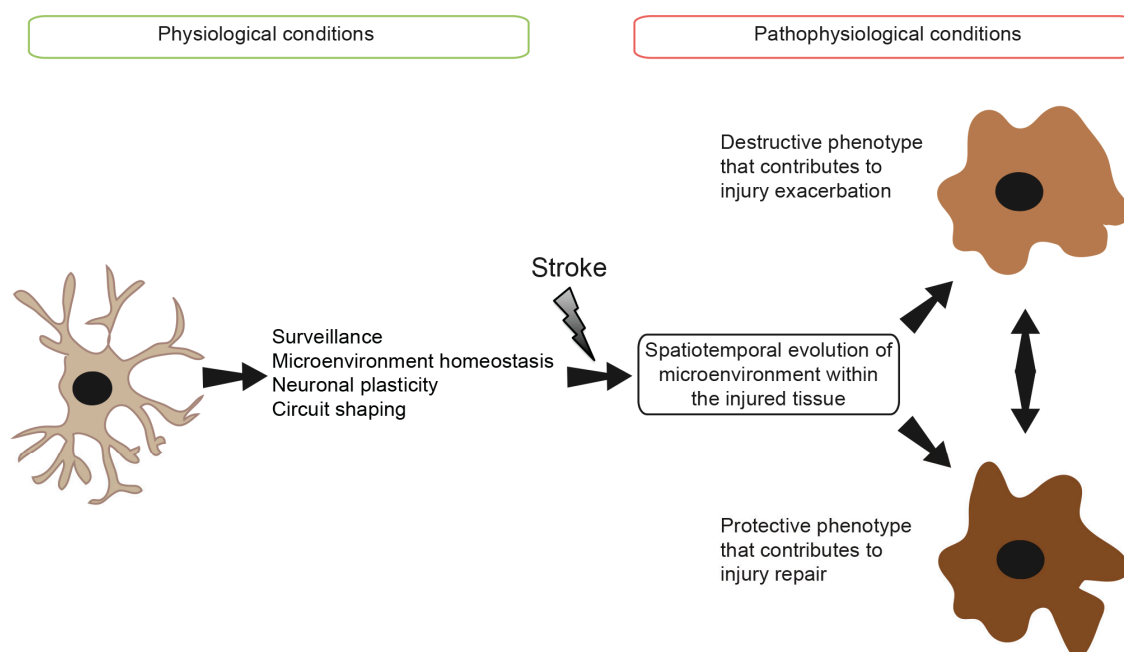 Physiological conditions
Pathophysiological conditions
Destructive phenotype
that contributes to
injury exacerbation
Stroke
Surveillance
Microenvironment homeostasis
Neuronal plasticity
Circuit shaping
Spatiotemporal evolution of
microenvironment within
the injured tissue
Protective phenotype
that contributes to
injury repair